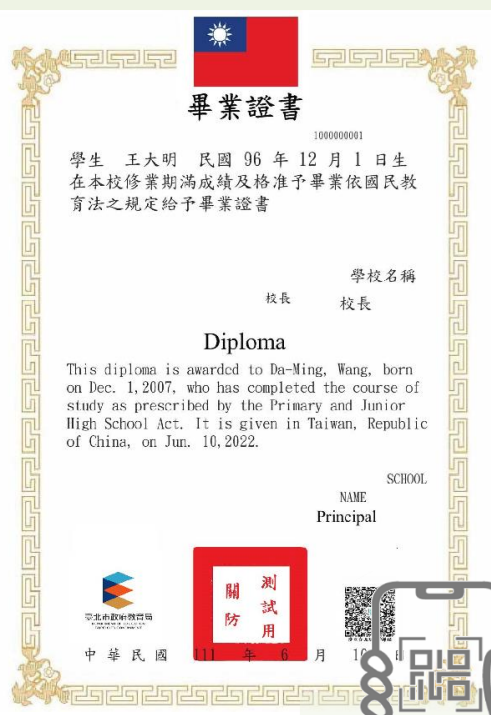 畢業證書
1000000001
學生 王大明 民國 96 年 12 月 1 日生
在本校修業期滿成績及格准予畢業依國民教
育法之規定給予畢業證書
學校名稱
校長 校長
Diploma
This diploma is awarded to Da-Ming, Wang, born
on Dec. 1,2007, who has completed the course of
study as prescribed by the Primary and Junior
High School Act. It is given in Taiwan, Republic
of China, on Jun. 10,2022.
SCHOOL
NAME
Principal
臺北市政府教育局
測試用
關防
中華民國 111 年 6 月 10